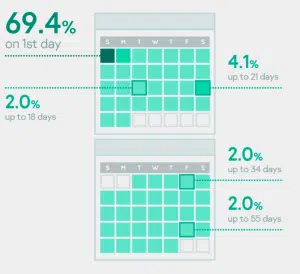 69.4%
on 1st day
S M T W T F S
4.1%
up to 21 days
2.0%
up to 18 days
S M T W T F S
2.0%
up to 34 days
2.0%
up to 55 days